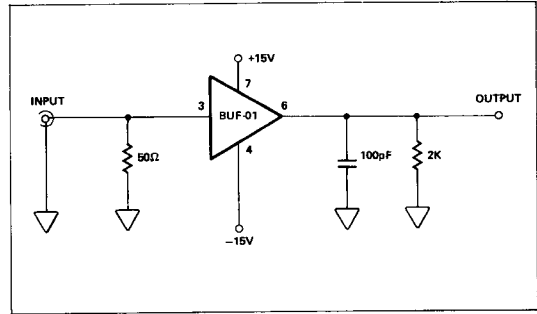 +15V
INPUT
OUTPUT
7
3
BUF-01
6
4
50Ω
100pF
2K
−15V